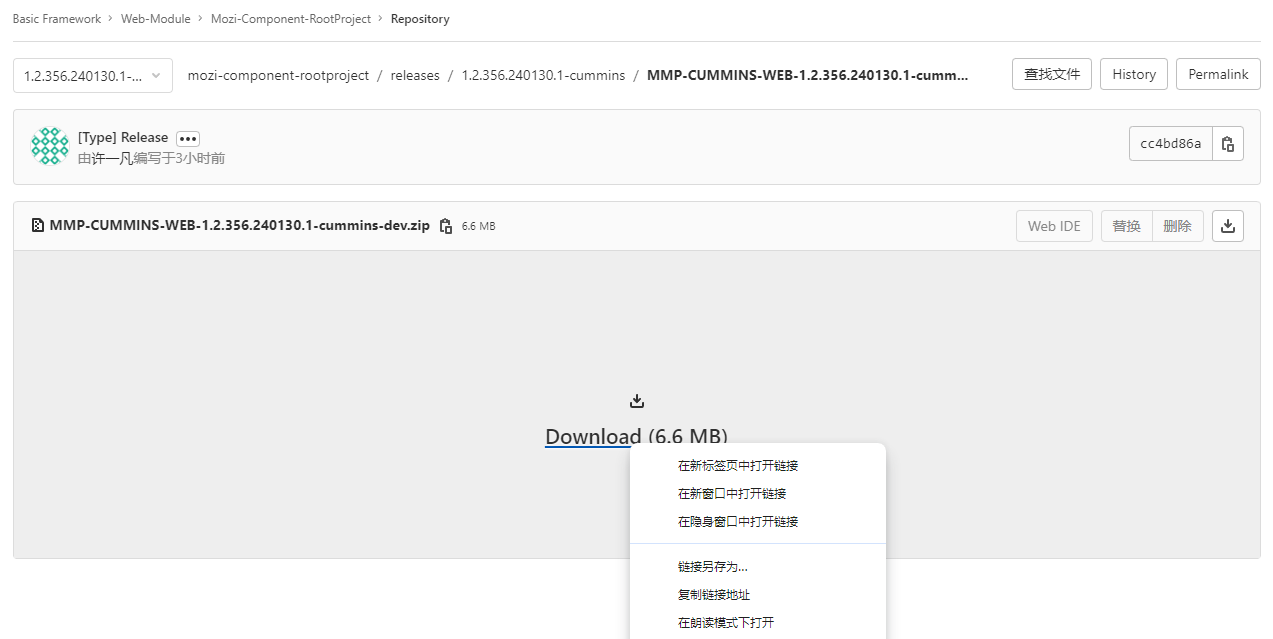 Basic Framework › Web-Module › Mozi-Component-RootProject › Repository
1.2.356.240130.1-... mozi-component-rootproject / releases / 1.2.356.240130.1-cummins / MMP-CUMMINS-WEB-1.2.356.240130.1-cumm... 查找文件 History Permalink
[Type] Release •••
由许一凡编写于3小时前
cc4bd86a
MMP-CUMMINS-WEB-1.2.356.240130.1-cummins-dev.zip 6.6 MB Web IDE 替换 删除
Download (6.6 MB)
在新标签页中打开链接
在新窗口中打开链接
在隐身窗口中打开链接
链接另存为...
复制链接地址
在朗读模式下打开